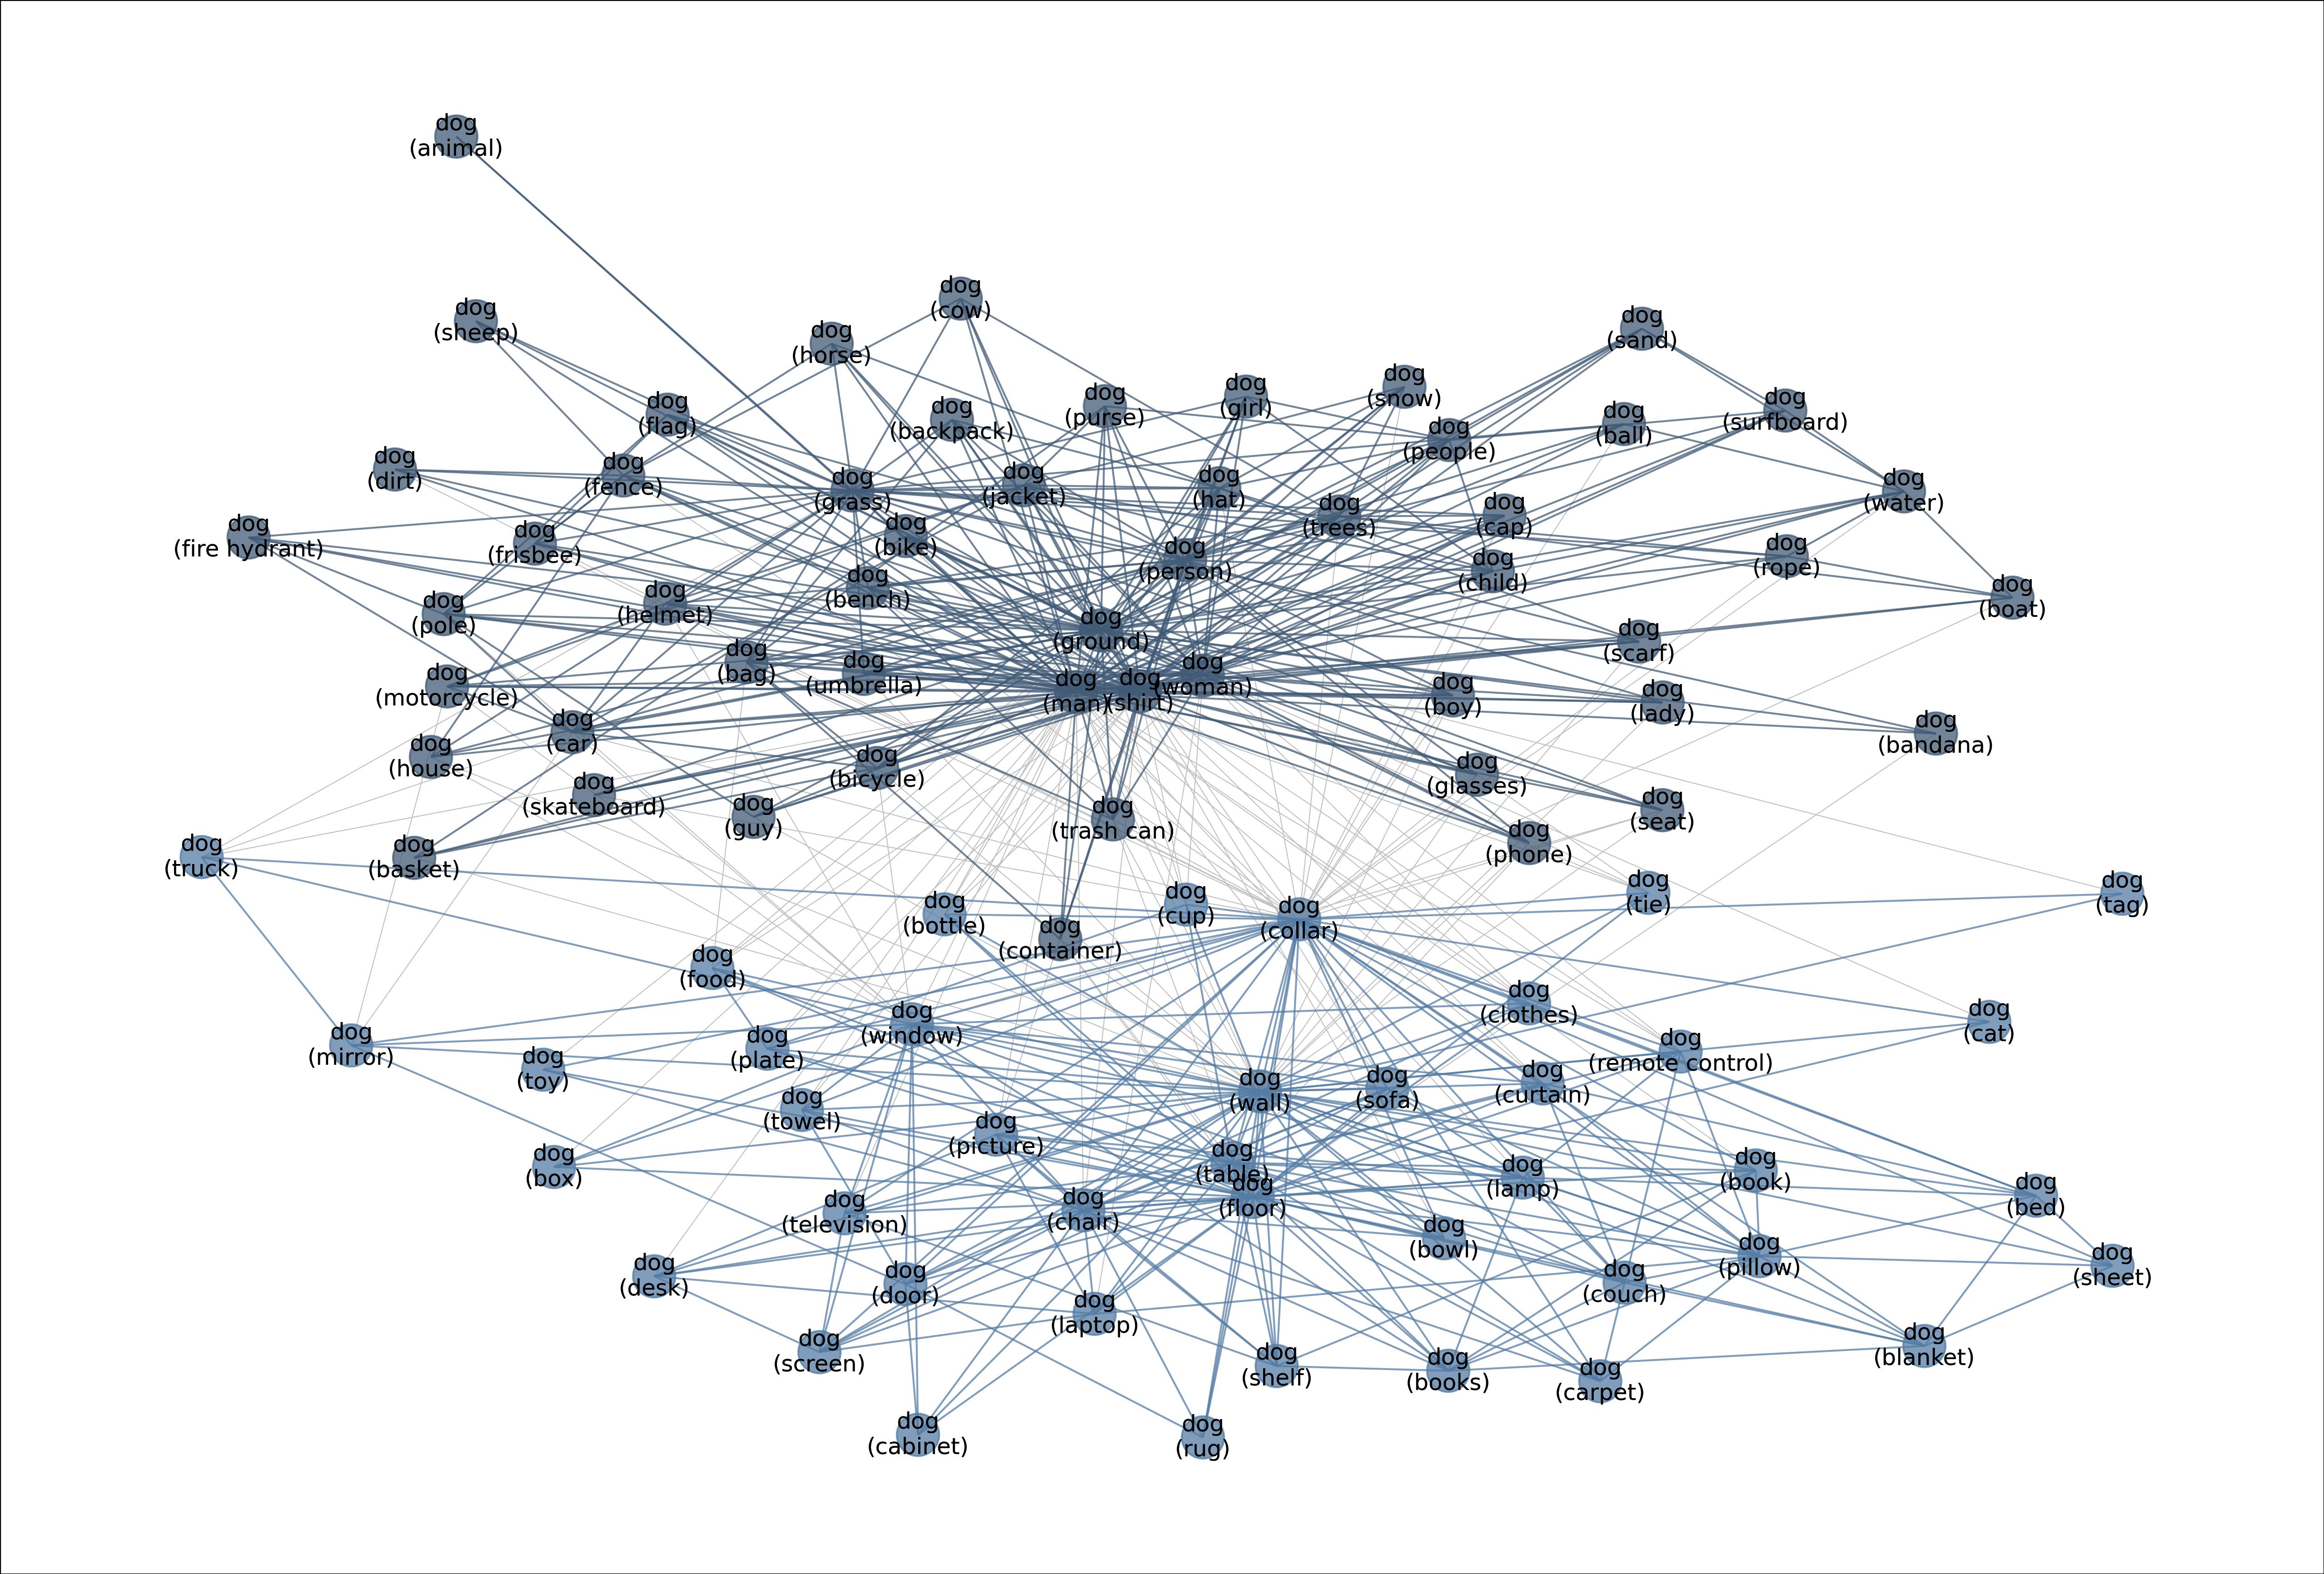 dog
(animal)
dog
(cow)
dog
(sheep)
dog
(sand)
dog
(horse)
dog
(snow)
dog
(girl)
dog
(purse)
dog
(surfboard)
dog
(flag)
dog
(backpack)
dog
(ball)
dog
(people)
dog
(dirt)
dog
(fence)
dog
(grass)
dog
(jacket)
dog
(hat)
dog
(water)
dog
(trees)
dog
(cap)
dog
(fire hydrant)
dog
(frisbee)
dog
(bike)
dog
(person)
dog
(rope)
dog
(child)
dog
(bench)
dog
(boat)
dog
(helmet)
dog
(pole)
dog
(ground)
dog
(scarf)
dog
(bag)
dog
(umbrella)
dog
(woman)
dog
(motorcycle)
dog
(man)
dog
(shirt)
dog
(boy)
dog
(lady)
dog
(car)
dog
(bandana)
dog
(house)
dog
(bicycle)
dog
(glasses)
dog
(skateboard)
dog
(guy)
dog
(trash can)
dog
(seat)
dog
(phone)
dog
(truck)
dog
(basket)
dog
(tie)
dog
(tag)
dog
(cup)
dog
(bottle)
dog
(collar)
dog
(container)
dog
(food)
dog
(clothes)
dog
(window)
dog
(cat)
dog
(mirror)
dog
(plate)
dog
(remote control)
dog
(toy)
dog
(wall)
dog
(sofa)
dog
(curtain)
dog
(towel)
dog
(picture)
dog
(table)
dog
(box)
dog
(lamp)
dog
(book)
dog
(floor)
dog
(bed)
dog
(television)
dog
(chair)
dog
(bowl)
dog
(pillow)
dog
(sheet)
dog
(desk)
dog
(door)
dog
(couch)
dog
(laptop)
dog
(screen)
dog
(blanket)
dog
(shelf)
dog
(books)
dog
(carpet)
dog
(cabinet)
dog
(rug)